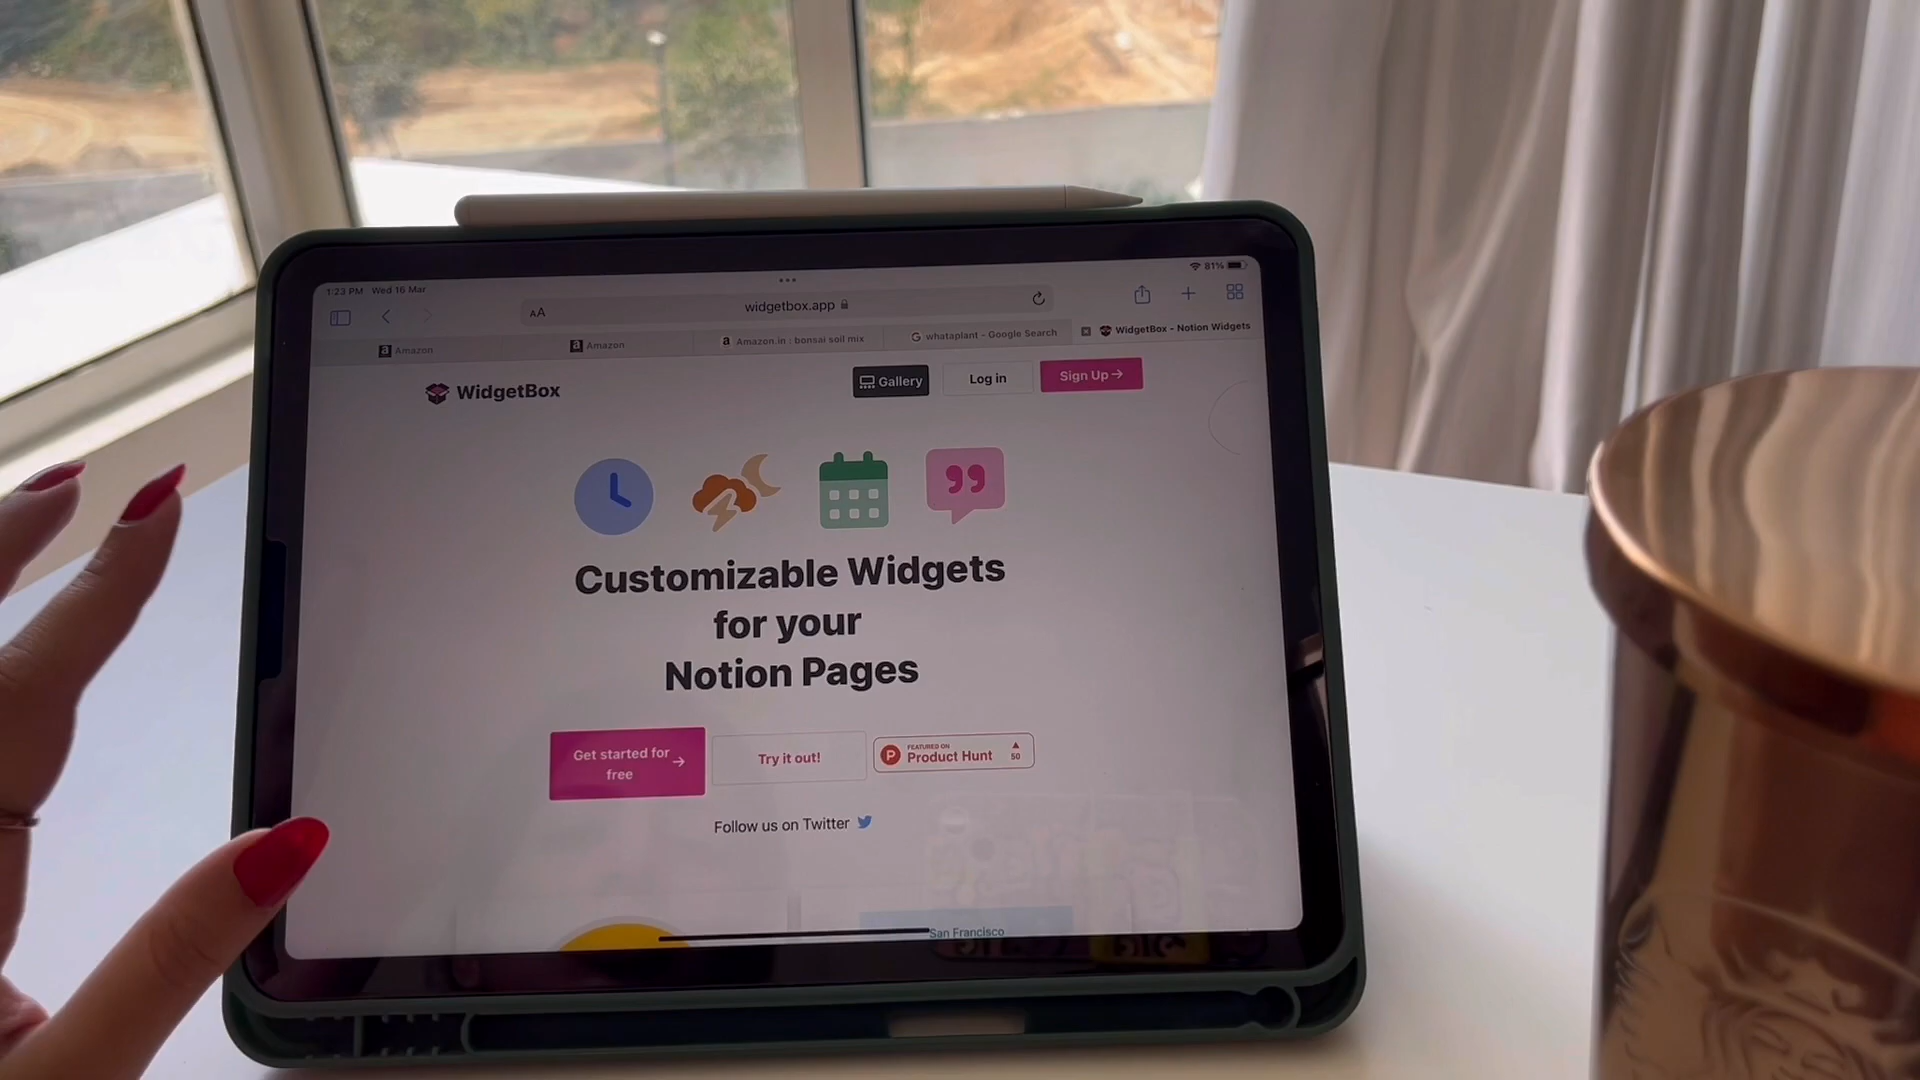 1:23 PM Wed 16 Mar
81%
AA
widgetbox.app
Amazon
Amazon
Amazon.in : bonsai soil mix
whataplant - Google Search
WidgetBox - Notion Widgets
WidgetBox
Gallery
Log in
Sign Up
Customizable Widgets
for your
Notion Pages
Get started for
free
Try it out!
FEATURED ON
Product Hunt
50
Follow us on Twitter
San Francisco